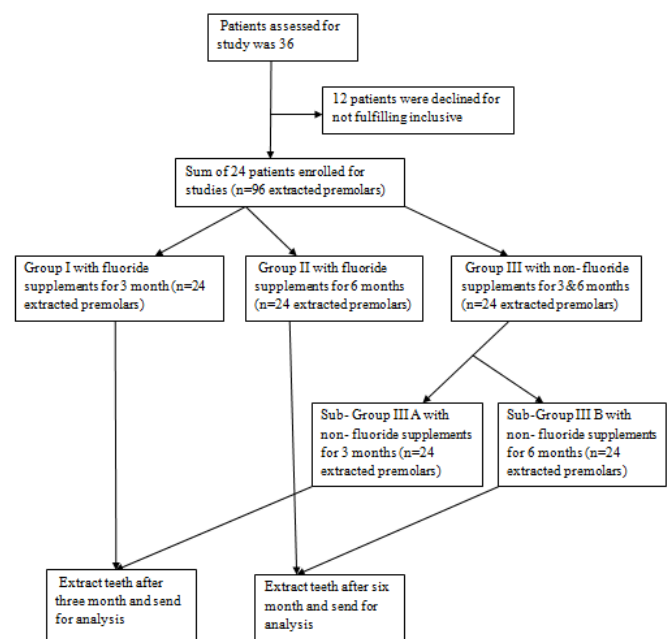 Patients assessed for
study was 36
12 patients were declined for
not fulfilling inclusive
Sum of 24 patients enrolled for
studies (n=96 extracted premolars)
Group I with fluoride
supplements for 3 month (n=24
extracted premolars)
Group II with fluoride
supplements for 6 months
(n=24 extracted premolars)
Group III with non- fluoride
supplements for 3&6 months
(n=24 extracted premolars)
Sub- Group III A with
non- fluoride supplements
for 3 months (n=24
extracted premolars)
Sub-Group III B with
non- fluoride supplements
for 6 months (n=24
extracted premolars)
Extract teeth after
three month and send
for analysis
Extract teeth after six
month and send for
analysis